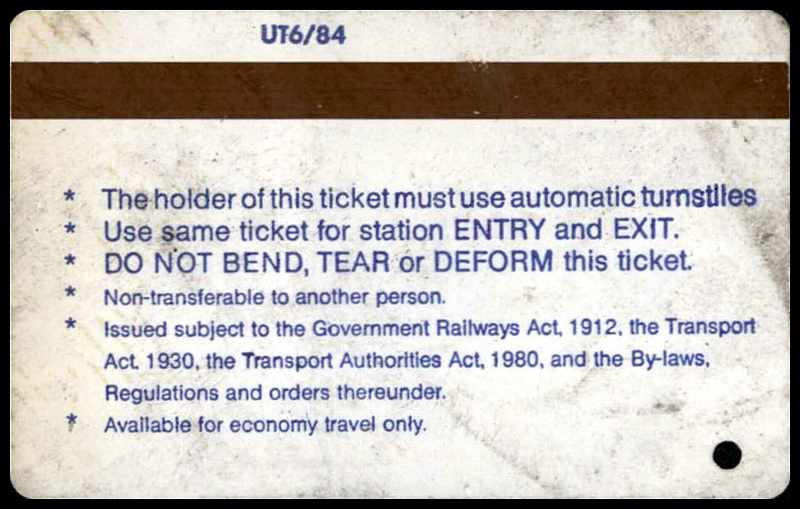 UT6/84
* The holder of this ticket must use automatic turnstiles
* Use same ticket for station ENTRY and EXIT.
* DO NOT BEND, TEAR or DEFORM this ticket.
* Non-transferable to another person.
* Issued subject to the Government Railways Act, 1912, the Transport
Act. 1930, the Transport Authorities Act, 1980, and the By-laws,
Regulations and orders thereunder.
* Available for economy travel only.